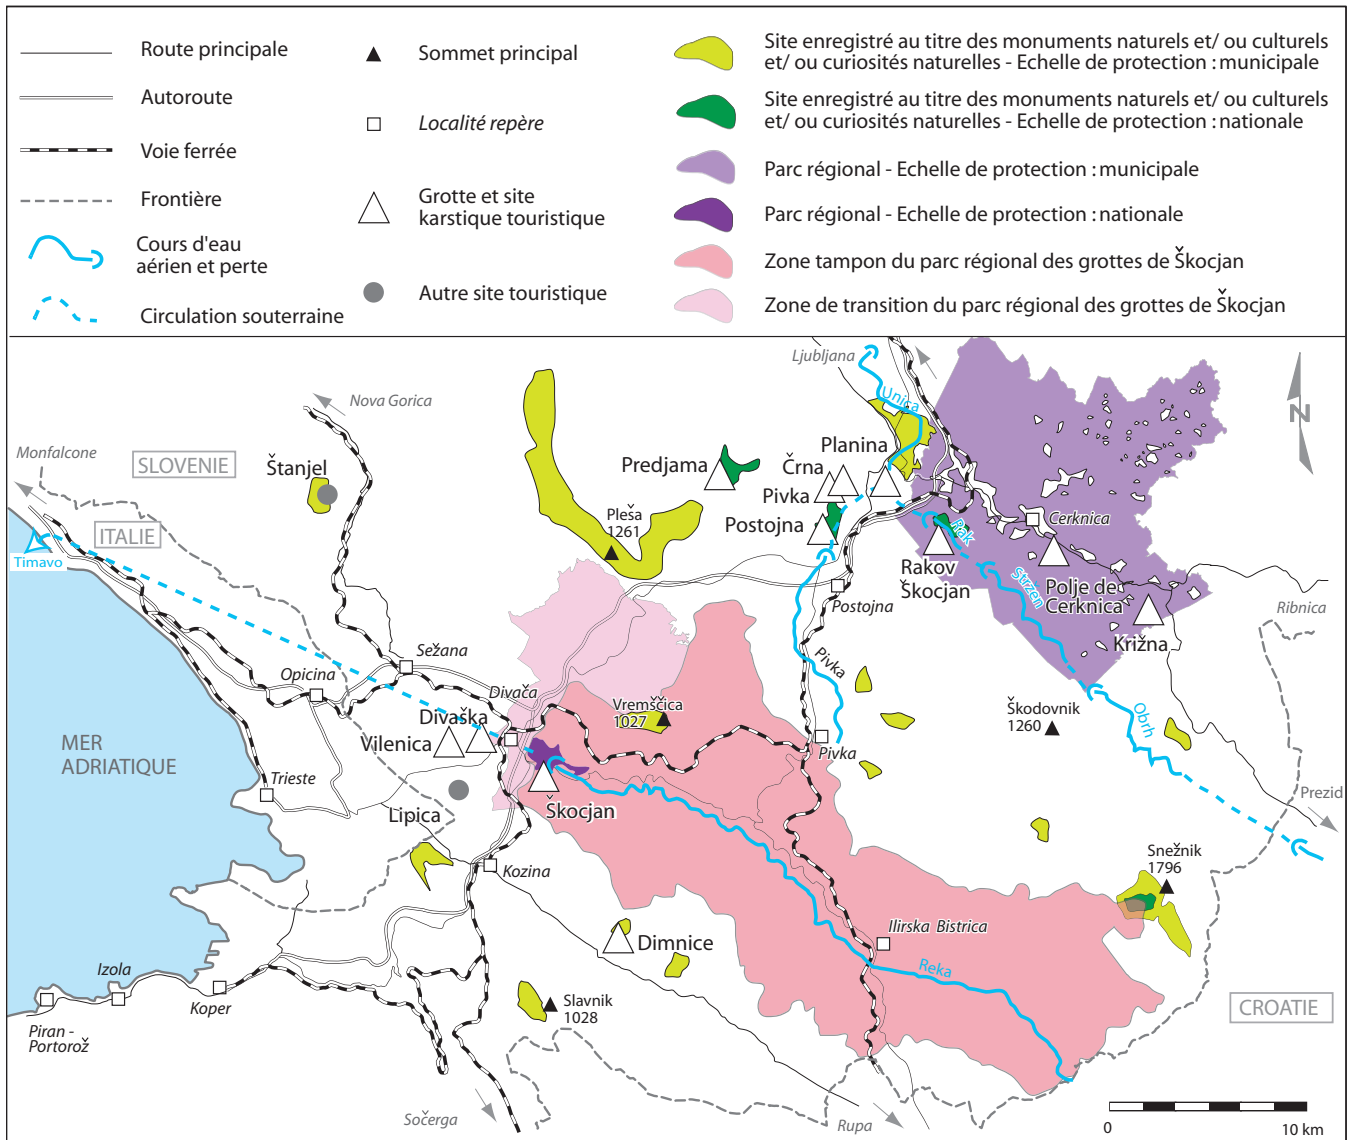 Route principale
Autoroute
Voie ferrée
Frontière
Cours d'eau
aérien et perte
Circulation souterraine
Sommet principal
Localité repère
Grotte et site
karstique touristique
Autre site touristique
Site enregistré au titre des monuments naturels et/ ou culturels
et/ ou curiosités naturelles - Echelle de protection : municipale
Site enregistré au titre des monuments naturels et/ ou culturels
et/ ou curiosités naturelles - Echelle de protection : nationale
Parc régional - Echelle de protection : municipale
Parc régional - Echelle de protection : nationale
Zone tampon du parc régional des grottes de Škocjan
Zone de transition du parc régional des grottes de Škocjan
Ljubljana
Unica
N
Nova Gorica
Monfalcone
SLOVENIE
Štanjel
Predjama
Planina
Črna
Pivka
Postojna
Pleša
1261
ITALIE
Timavo
Cerknica
Rak
Rakov
Škocjan
Strżen
Polje de
Cerknica
Križna
Ribnica
Postojna
Sežana
Opicina
Divača
Pivka
Vremščica
1027
Divaška
Vilenica
Škodovnik
1260
Obrh
Pivka
MER
ADRIATIQUE
Trieste
Lipica
Škocjan
Prezid
Kozina
Snežnik
1796
Dimnice
Ilirska Bistrica
Reka
Izola
Koper
Piran -
Portorož
Slavnik
1028
CROATIE
Sočerga
Rupa
0
10 km